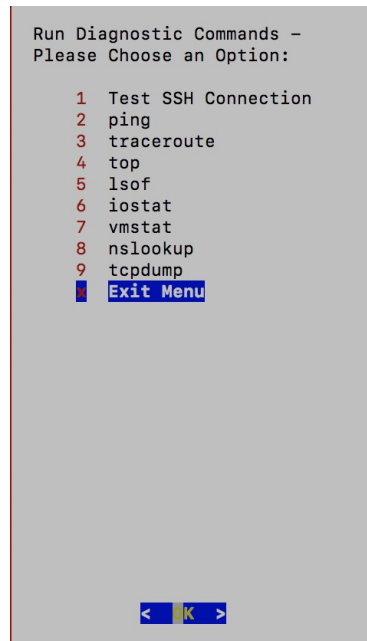 Run Diagnostic Commands –
Please Choose an Option:
1 Test SSH Connection
2 ping
3 traceroute
4 top
5 lsof
6 iostat
7 vmstat
8 nslookup
9 tcpdump
x Exit Menu
< OK >